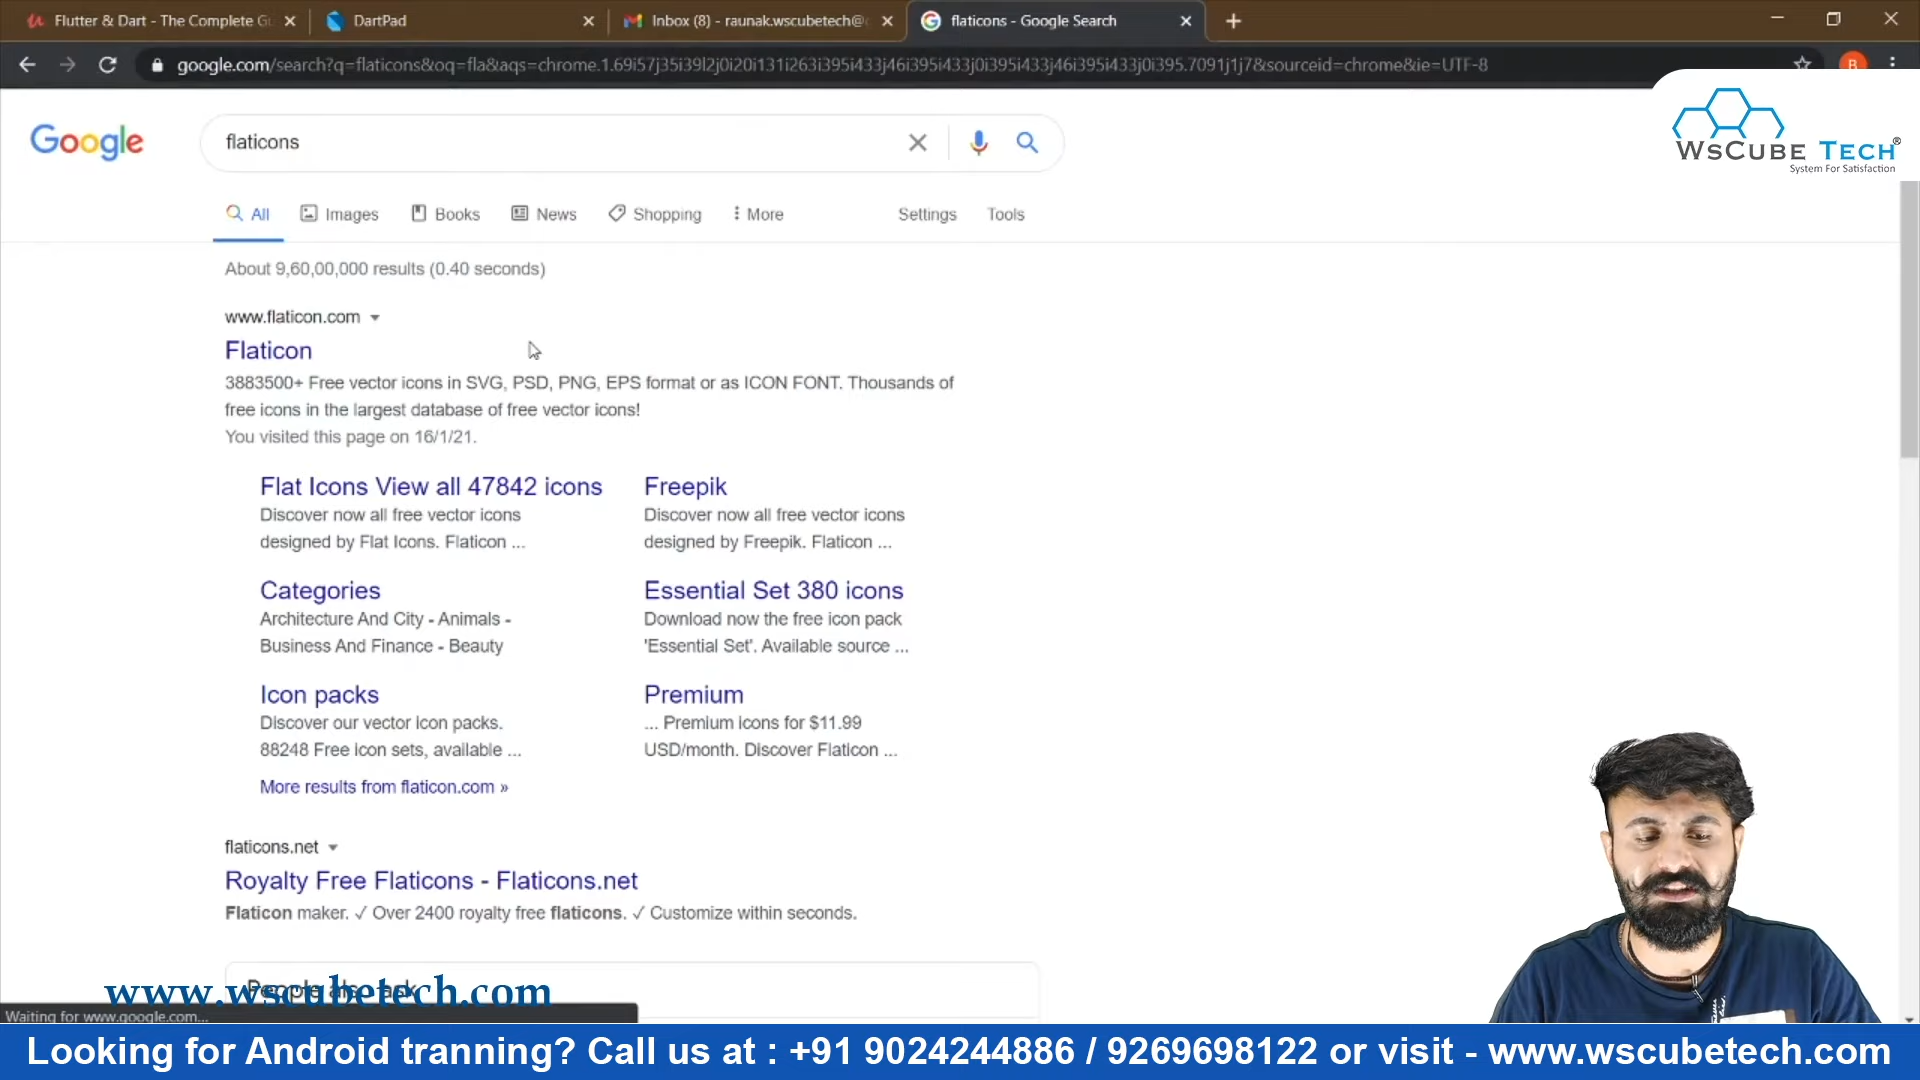 Flutter & Dart - The Complete Gu
DartPad
Inbox (8) - raunak.wscubetech@
flaticons - Google Search
google.com/search?q=flaticons&oq=fla&aqs=chrome.1.69i57j35i39l2j0i20i131i263i395i433j46i395i433j0i395i433j46i395i433j0i395.7091j1j7&sourceid=chrome&ie=UTF-8
B
WsCube Tech®
System For Satisfaction
Google
flaticons
All
Images
Books
News
Shopping
More
Settings
Tools
About 9,60,00,000 results (0.40 seconds)
www.flaticon.com
Flaticon
3883500+ Free vector icons in SVG, PSD, PNG, EPS format or as ICON FONT. Thousands of
free icons in the largest database of free vector icons!
You visited this page on 16/1/21.
Flat Icons View all 47842 icons
Discover now all free vector icons
designed by Flat Icons. Flaticon ...
Freepik
Discover now all free vector icons
designed by Freepik. Flaticon ...
Categories
Architecture And City - Animals -
Business And Finance - Beauty
Essential Set 380 icons
Download now the free icon pack
'Essential Set'. Available source ...
Icon packs
Discover our vector icon packs.
88248 Free icon sets, available ...
Premium
... Premium icons for $11.99
USD/month. Discover Flaticon ...
More results from flaticon.com »
flaticons.net
Royalty Free Flaticons - Flaticons.net
Flaticon maker. ✓ Over 2400 royalty free flaticons. ✓ Customize within seconds.
People also ask
www.wscubetech.com
Waiting for www.google.com...
Looking for Android tranning? Call us at : +91 9024244886 / 9269698122 or visit - www.wscubetech.com